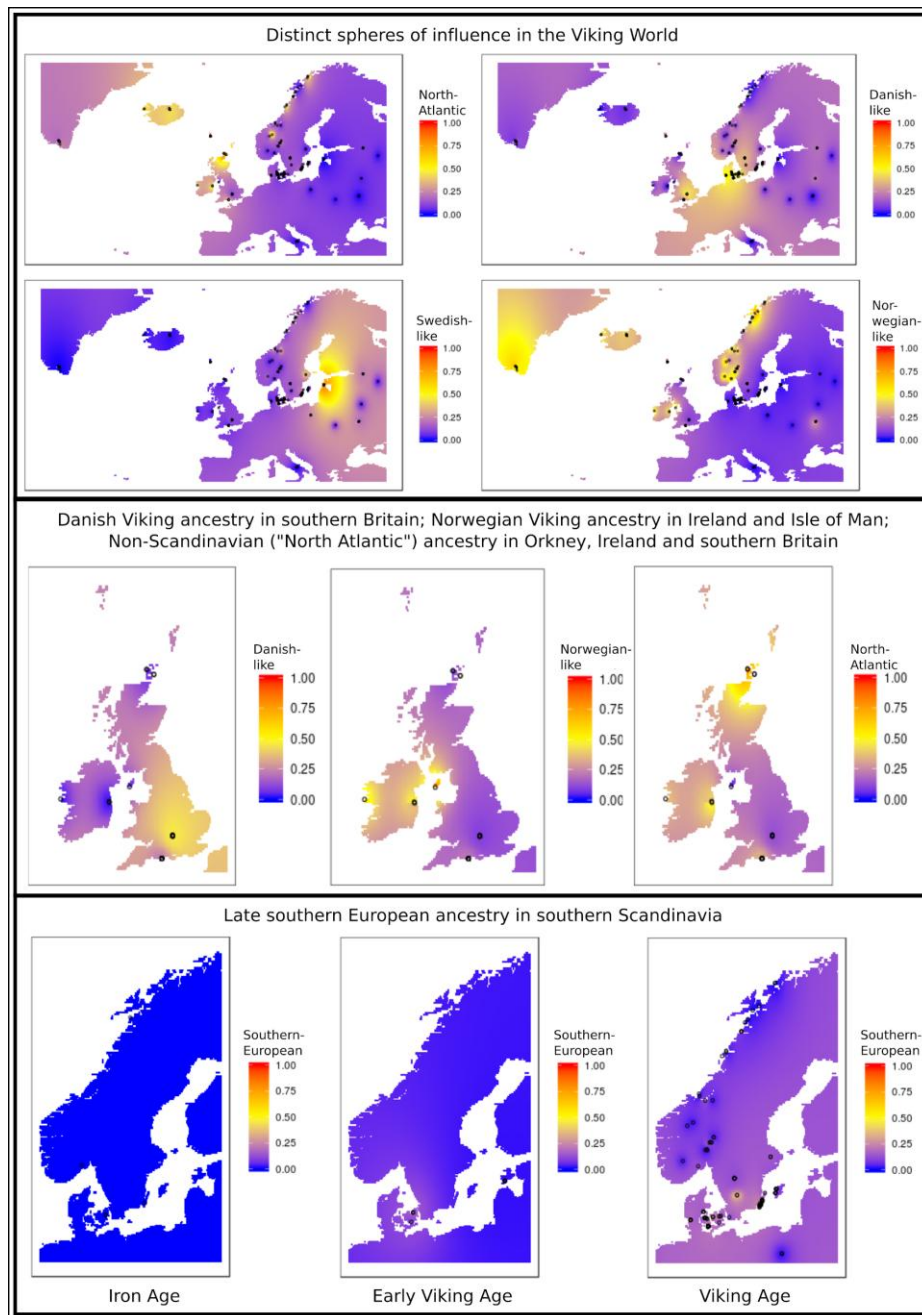 Distinct spheres of influence in the Viking World
North-
Atlantic
1.00
0.75
0.50
0.25
0.00
Danish-
like
1.00
0.75
0.50
0.25
0.00
Swedish-
like
1.00
0.75
0.50
0.25
0.00
Nor-
wegian-
like
1.00
0.75
0.50
0.25
0.00
Danish Viking ancestry in southern Britain; Norwegian Viking ancestry in Ireland and Isle of Man;
Non-Scandinavian ("North Atlantic") ancestry in Orkney, Ireland and southern Britain
Danish-
like
1.00
0.75
0.50
0.25
0.00
Norwegian-
like
1.00
0.75
0.50
0.25
0.00
North-
Atlantic
1.00
0.75
0.50
0.25
0.00
Late southern European ancestry in southern Scandinavia
Southern-
European
1.00
0.75
0.50
0.25
0.00
Southern-
European
1.00
0.75
0.50
0.25
0.00
Southern-
European
1.00
0.75
0.50
0.25
0.00
Iron Age
Early Viking Age
Viking Age